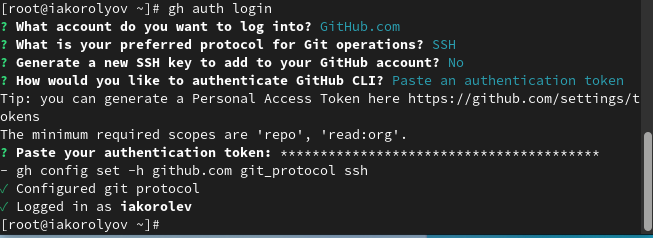 [root@iakorolyov ~]# gh auth login
? What account do you want to log into? GitHub.com
? What is your preferred protocol for Git operations? SSH
? Generate a new SSH key to add to your GitHub account? No
? How would you like to authenticate GitHub CLI? Paste an authentication token
Tip: you can generate a Personal Access Token here https://github.com/settings/t
okens
The minimum required scopes are 'repo', 'read:org'.
? Paste your authentication token: ****************************************
- gh config set -h github.com git_protocol ssh
✓ Configured git protocol
✓ Logged in as iakorolev
[root@iakorolyov ~]#